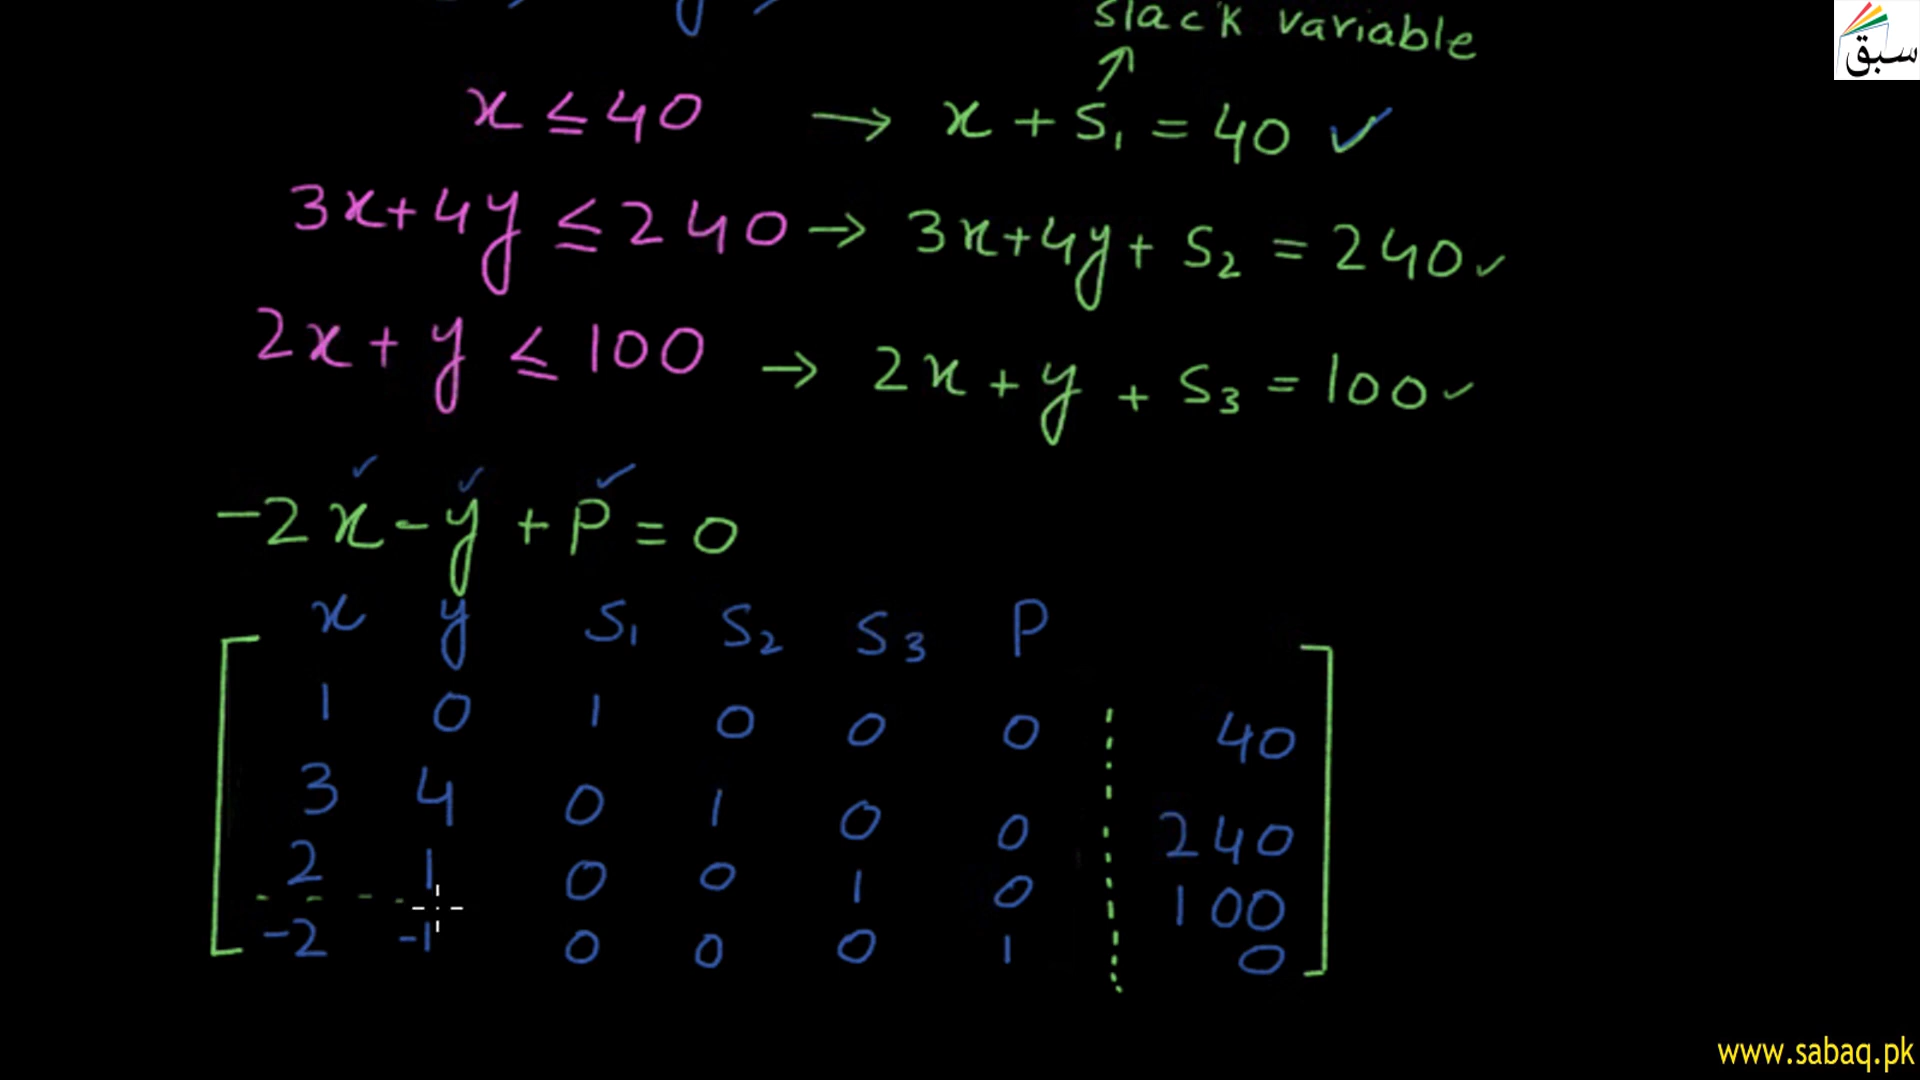 slack variable
سبق
x ≤ 40 → x + S₁ = 40 ✓
3x+4y ≤ 240 → 3x+4y + S₂ = 240 ✓
2x + y ≤ 100 → 2x + y + S₃ = 100 ✓
-2x - y + P = 0
x y S₁ S₂ S₃ P
1 0 1 0 0 0 40
3 4 0 1 0 0 240
2 1 0 0 1 0 100
-2 -1 0 0 0 1 0
www.sabaq.pk